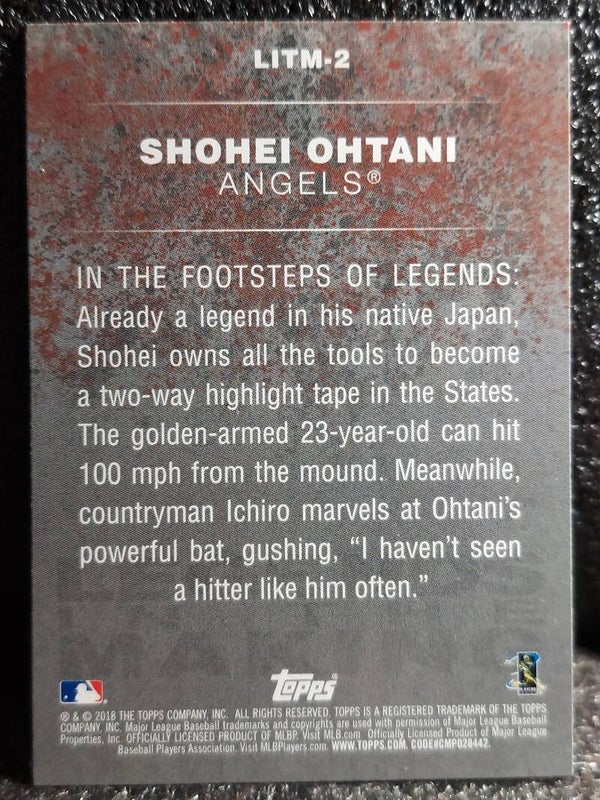 LITM-2
SHOHEI OHTANI
ANGELS®
IN THE FOOTSTEPS OF LEGENDS:
Already a legend in his native Japan,
Shohei owns all the tools to become
a two-way highlight tape in the States.
The golden-armed 23-year-old can hit
100 mph from the mound. Meanwhile,
countryman Ichiro marvels at Ohtani's
powerful bat, gushing, “I haven't seen
a hitter like him often.”
Topps
® & © 2018 THE TOPPS COMPANY, INC. ALL RIGHTS RESERVED. TOPPS IS A REGISTERED TRADEMARK OF THE TOPPS
COMPANY, INC. Major League Baseball trademarks and copyrights are used with permission of Major League Baseball
Properties, Inc. OFFICIALLY LICENSED PRODUCT OF MLBP. Visit MLB.com Officially Licensed Product of Major League
Baseball Players Association. Visit MLBPlayers.com. WWW.TOPPS.COM. CODE#CMP028442.